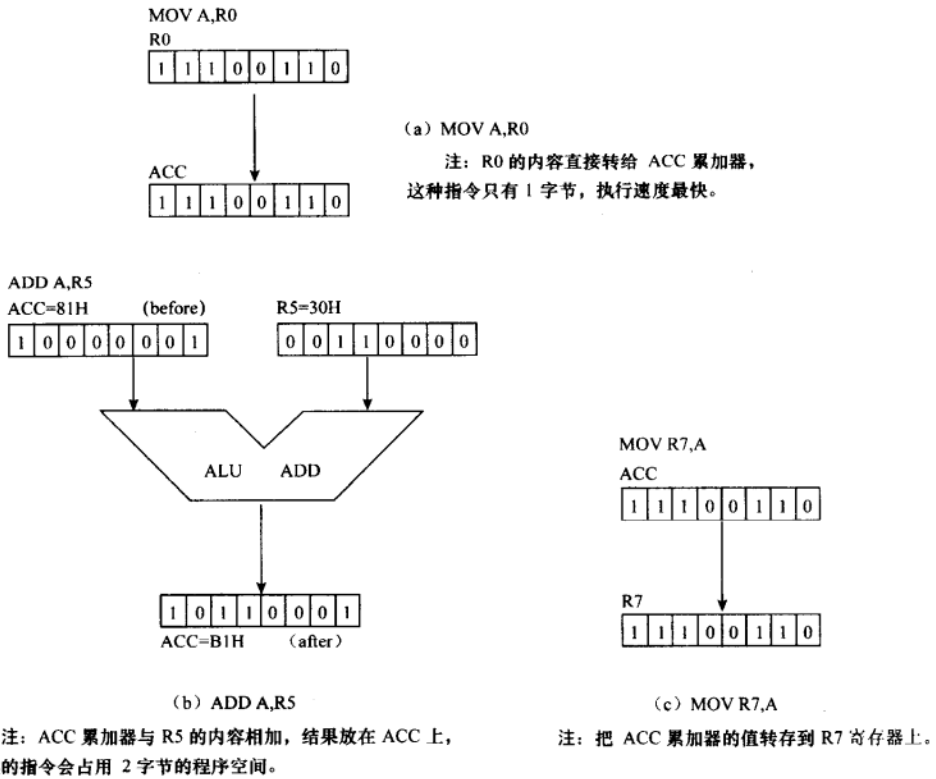 MOV A,R0
R0
1 1 1 0 0 1 1 0
(a) MOV A,R0
注：R0 的内容直接转给 ACC 累加器，
这种指令只有 1 字节，执行速度最快。
ACC
1 1 1 0 0 1 1 0
ADD A,R5
ACC=81H (before) R5=30H
1 0 0 0 0 0 0 1 0 0 1 1 0 0 0 0
ALU ADD
1 0 1 1 0 0 0 1
ACC=B1H (after)
(b) ADD A,R5
注：ACC 累加器与 R5 的内容相加，结果放在 ACC 上，
的指令会占用 2 字节的程序空间。
MOV R7,A
ACC
1 1 1 0 0 1 1 0
R7
1 1 1 0 0 1 1 0
(c) MOV R7,A
注：把 ACC 累加器的值转存到 R7 寄存器上。